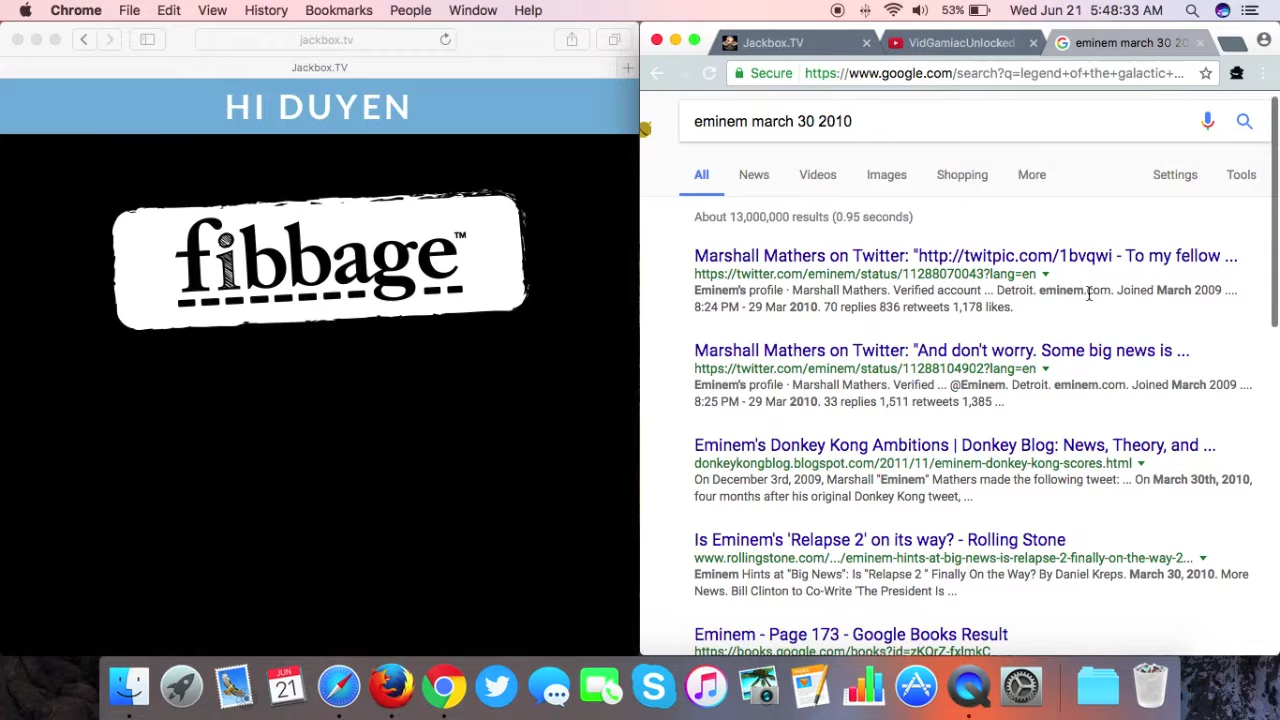 Chrome File Edit View History Bookmarks People Window Help 53% Wed Jun 21 5:48:33 AM
jackbox.tv
Jackbox.TV
HI DUYEN
fibbage™
Jackbox.TV VidGamiacUnlocked eminem march 30 20
Secure https://www.google.com/search?q=legend+of+the+galactic+...
eminem march 30 2010
All News Videos Images Shopping More Settings Tools
About 13,000,000 results (0.95 seconds)
Marshall Mathers on Twitter: "http://twitpic.com/1bvqwi - To my fellow ...
https://twitter.com/eminem/status/11288070043?lang=en
Eminem's profile · Marshall Mathers. Verified account ... Detroit. eminem.com. Joined March 2009 ....
8:24 PM - 29 Mar 2010. 70 replies 836 retweets 1,178 likes.
Marshall Mathers on Twitter: "And don't worry. Some big news is ...
https://twitter.com/eminem/status/11288104902?lang=en
Eminem's profile · Marshall Mathers. Verified ... @Eminem. Detroit. eminem.com. Joined March 2009 ....
8:25 PM - 29 Mar 2010. 33 replies 1,511 retweets 1,385 ...
Eminem's Donkey Kong Ambitions | Donkey Blog: News, Theory, and ...
donkeykongblog.blogspot.com/2011/11/eminem-donkey-kong-scores.html
On December 3rd, 2009, Marshall "Eminem" Mathers made the following tweet: ... On March 30th, 2010,
four months after his original Donkey Kong tweet, ...
Is Eminem's 'Relapse 2' on its way? - Rolling Stone
www.rollingstone.com/.../eminem-hints-at-big-news-is-relapse-2-finally-on-the-way-2...
Eminem Hints at "Big News": Is "Relapse 2 " Finally On the Way? By Daniel Kreps. March 30, 2010. More
News. Bill Clinton to Co-Write 'The President Is ...
Eminem - Page 173 - Google Books Result
https://books.google.com/books?id=zKQrZ-fxlmkC
JUN
21